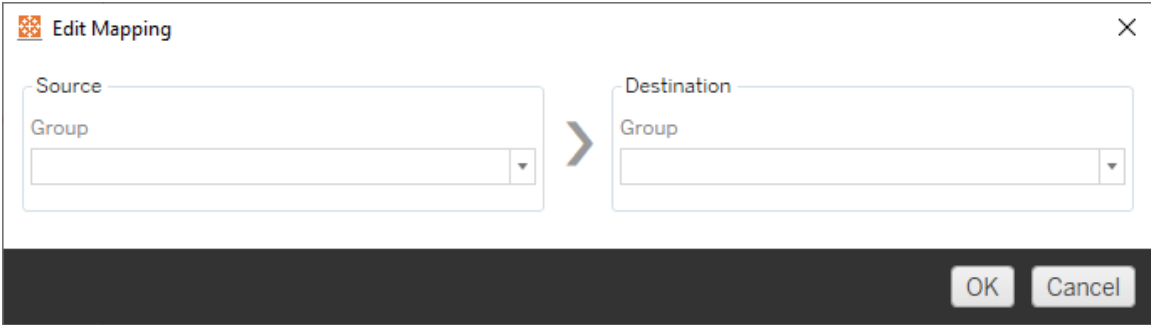 Edit Mapping
Source
Group
Destination
Group
OK
Cancel